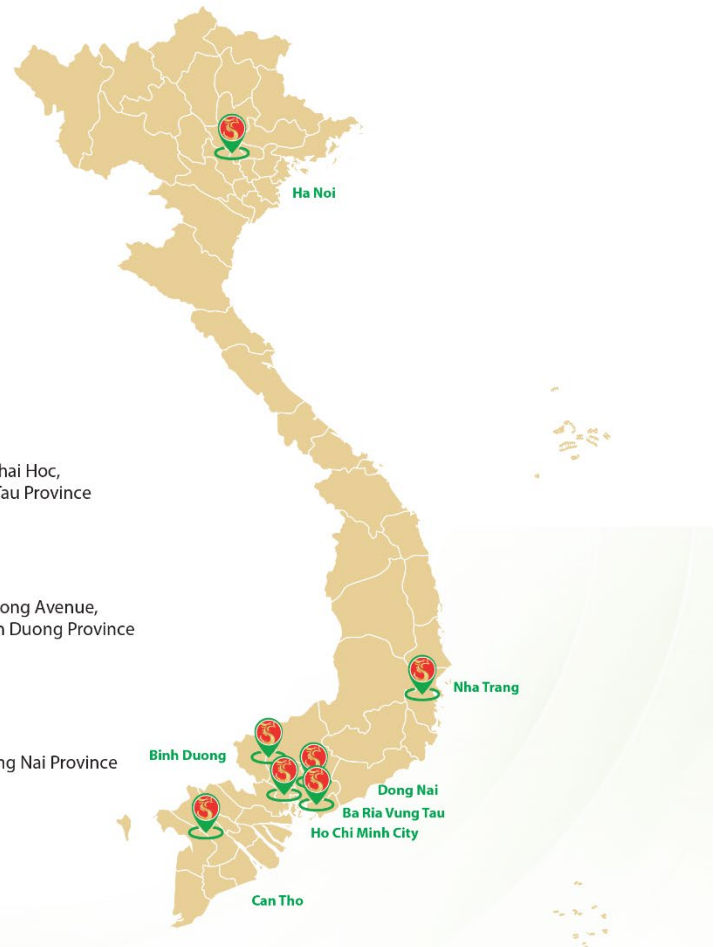 Ha Noi
hai Hoc,
Tau Province
ong Avenue,
h Duong Province
Nha Trang
Binh Duong
ng Nai Province
Dong Nai
Ba Ria Vung Tau
Ho Chi Minh City
Can Tho